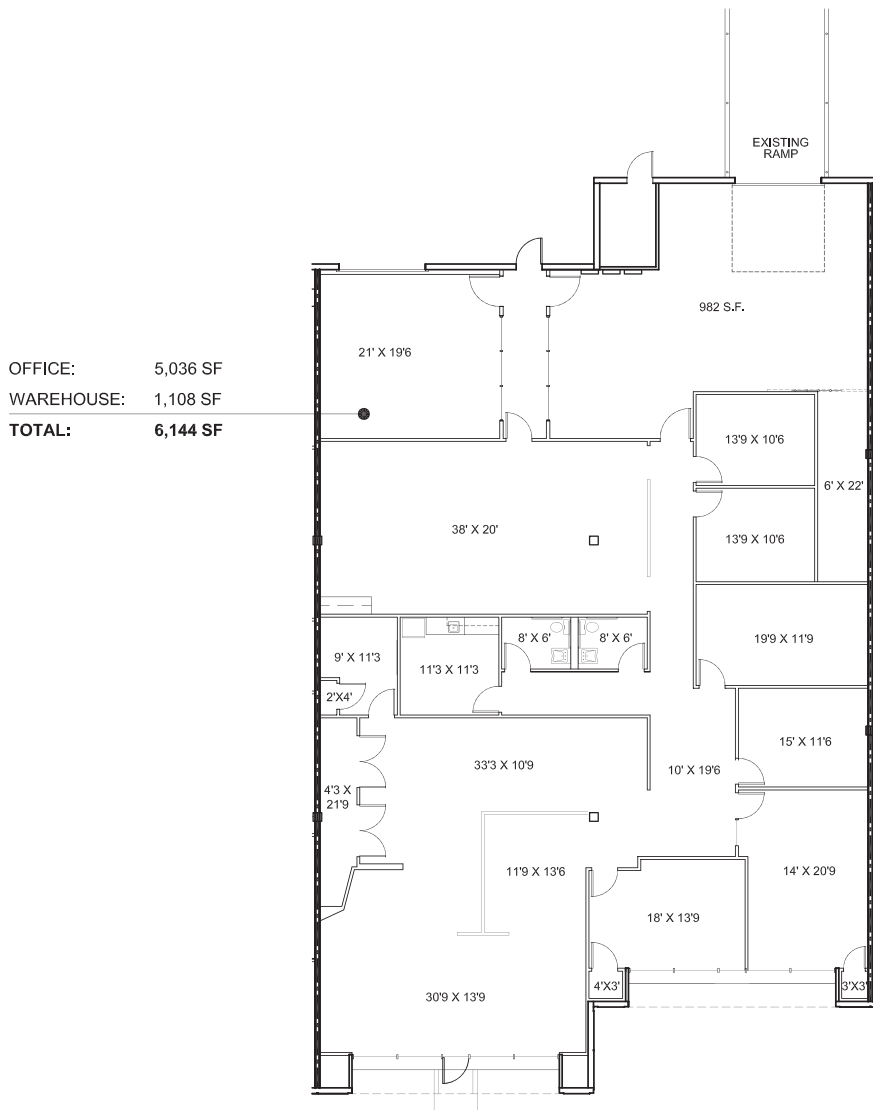 EXISTING
RAMP
982 S.F.
21' X 19'6
OFFICE: 5,036 SF
WAREHOUSE: 1,108 SF
TOTAL: 6,144 SF
13'9 X 10'6
6' X 22'
38' X 20'
13'9 X 10'6
8' X 6'
8' X 6'
19'9 X 11'9
9' X 11'3
11'3 X 11'3
2'X4'
15' X 11'6
33'3 X 10'9
10' X 19'6
4'3 X
21'9
11'9 X 13'6
14' X 20'9
18' X 13'9
4'X3'
3'X3'
30'9 X 13'9